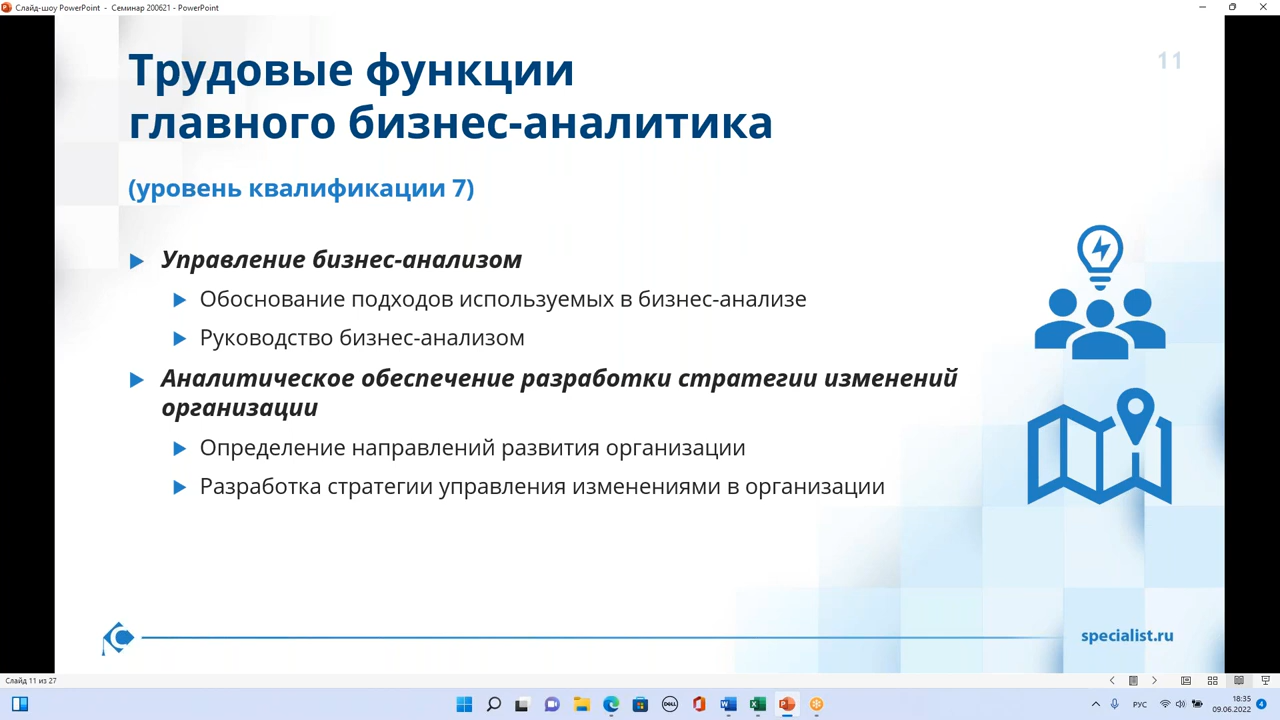 Слайд-шоу PowerPoint - Семинар 200621 - PowerPoint
Трудовые функции
11
главного бизнес-аналитика
(уровень квалификации 7)
Управление бизнес-анализом
Обоснование подходов используемых в бизнес-анализе
Руководство бизнес-анализом
Аналитическое обеспечение разработки стратегии изменений
организации
Определение направлений развития организации
Разработка стратегии управления изменениями в организации
specialist.ru
Слайд 11 из 27
DELL
РУС
18:35
09.06.2022
4